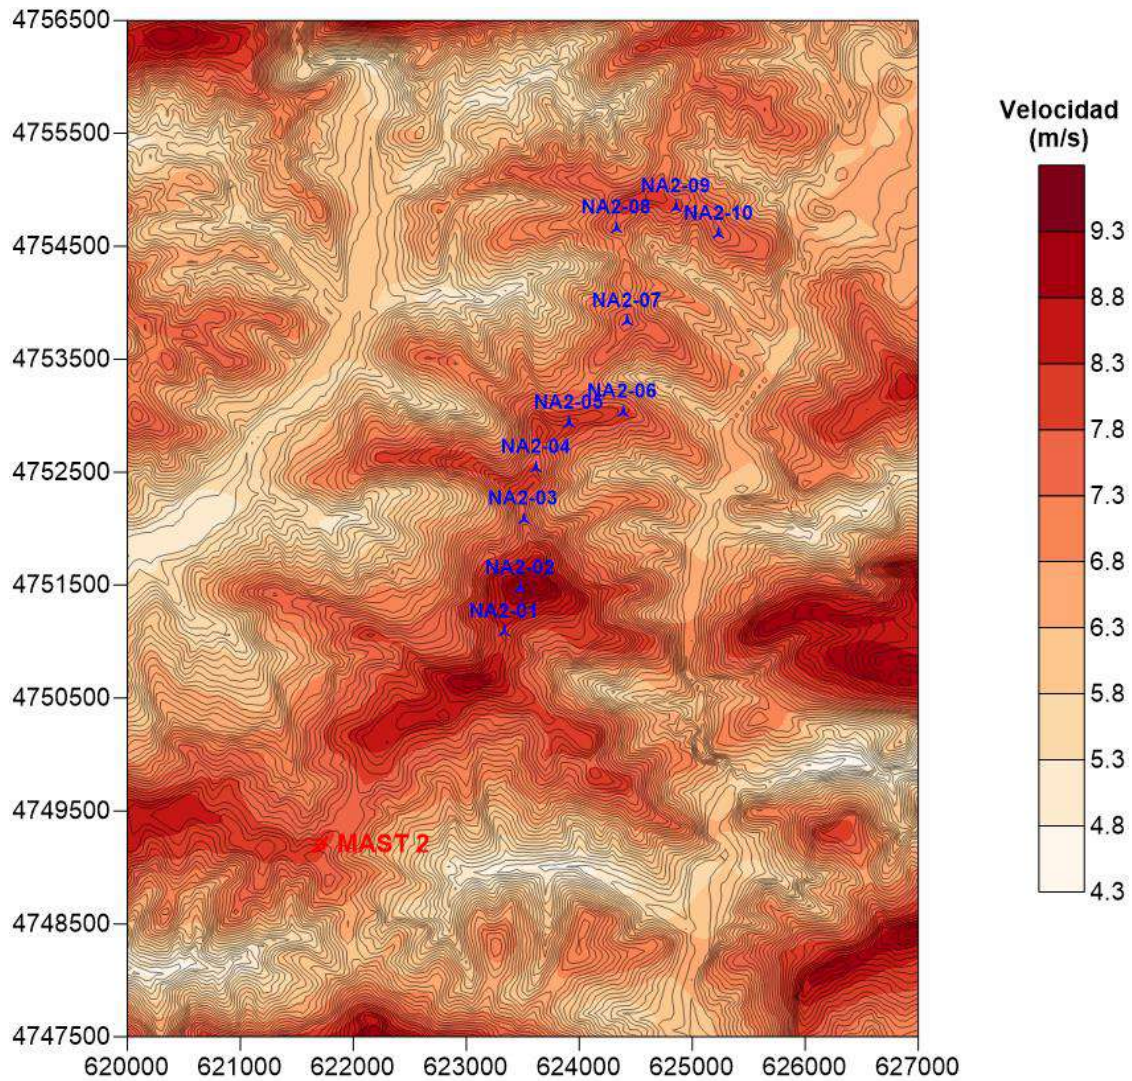 4756500
4755500
4754500
4753500
4752500
4751500
4750500
4749500
4748500
4747500
620000 621000 622000 623000 624000 625000 626000 627000
NA2-09
NA2-08
NA2-10
NA2-07
NA2-06
NA2-05
NA2-04
NA2-03
NA2-02
NA2-01
MAST 2
Velocidad
(m/s)
9.3
8.8
8.3
7.8
7.3
6.8
6.3
5.8
5.3
4.8
4.3